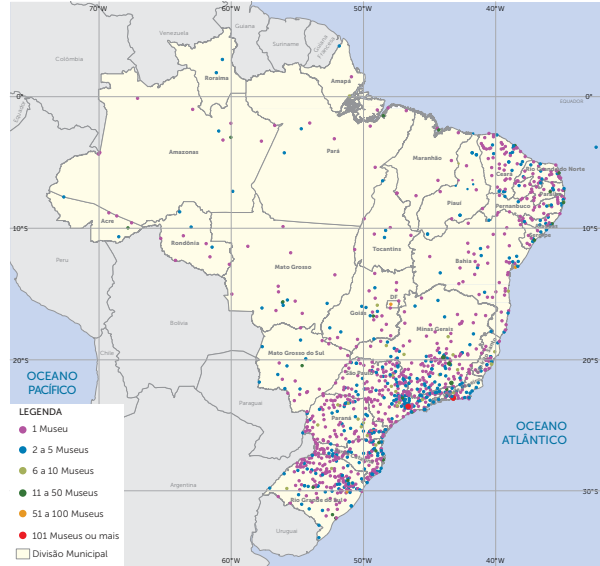 70°W
60°W
50°W
40°W
Guiana
Venezuela
Suriname
Guiana
Francesa
Colômbia
Roraima
Amapá
0°
0°
EQUADOR
Equador
Amazonas
Pará
Maranhão
Ceará
Rio Grande do Norte
Paraíba
Piauí
Pernambuco
Acre
Alagoas
Sergipe
10°S
10°S
Rondônia
Tocantins
Bahia
Peru
Mato Grosso
DF
Goiás
Bolívia
Minas Gerais
Mato Grosso do Sul
Chile
20°S
20°S
São Paulo
OCEANO
PACÍFICO
Paraguai
Paraná
OCEANO
ATLÂNTICO
LEGENDA
1 Museu
2 a 5 Museus
6 a 10 Museus
11 a 50 Museus
51 a 100 Museus
101 Museus ou mais
Divisão Municipal
Argentina
Rio Grande do Sul
30°S
30°S
Uruguai
60°W
50°W
40°W